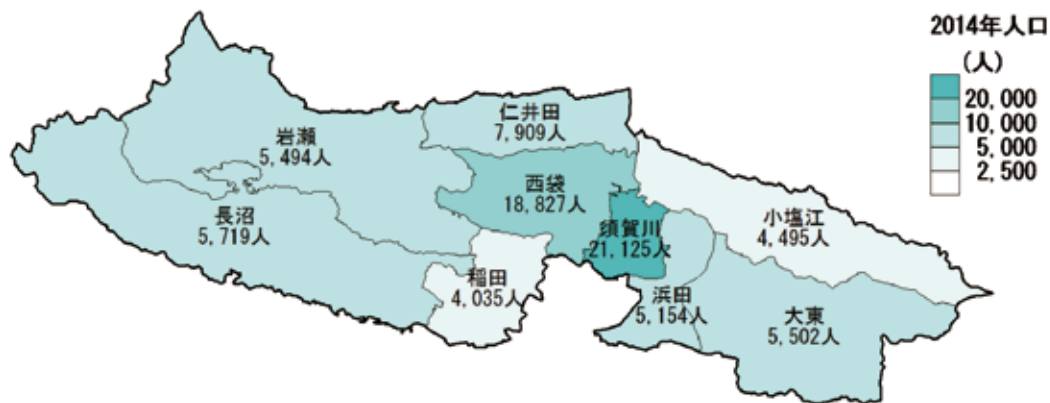 2014年人口
(人)
20,000
10,000
5,000
2,500
仁井田
7,909人
岩瀬
5,494人
西袋
18,827人
長沼
5,719人
須賀川
21,125人
小塩江
4,495人
稲田
4,035人
浜田
5,154人
大東
5,502人